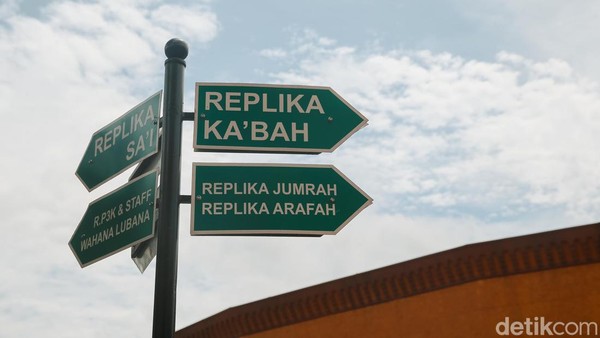 REPLIKA
KA'BAH
REPLIKA
SA'I
REPLIKA JUMRAH
REPLIKA ARAFAH
R.P3K & STAFF
WAHANA LUBANA
detikcom